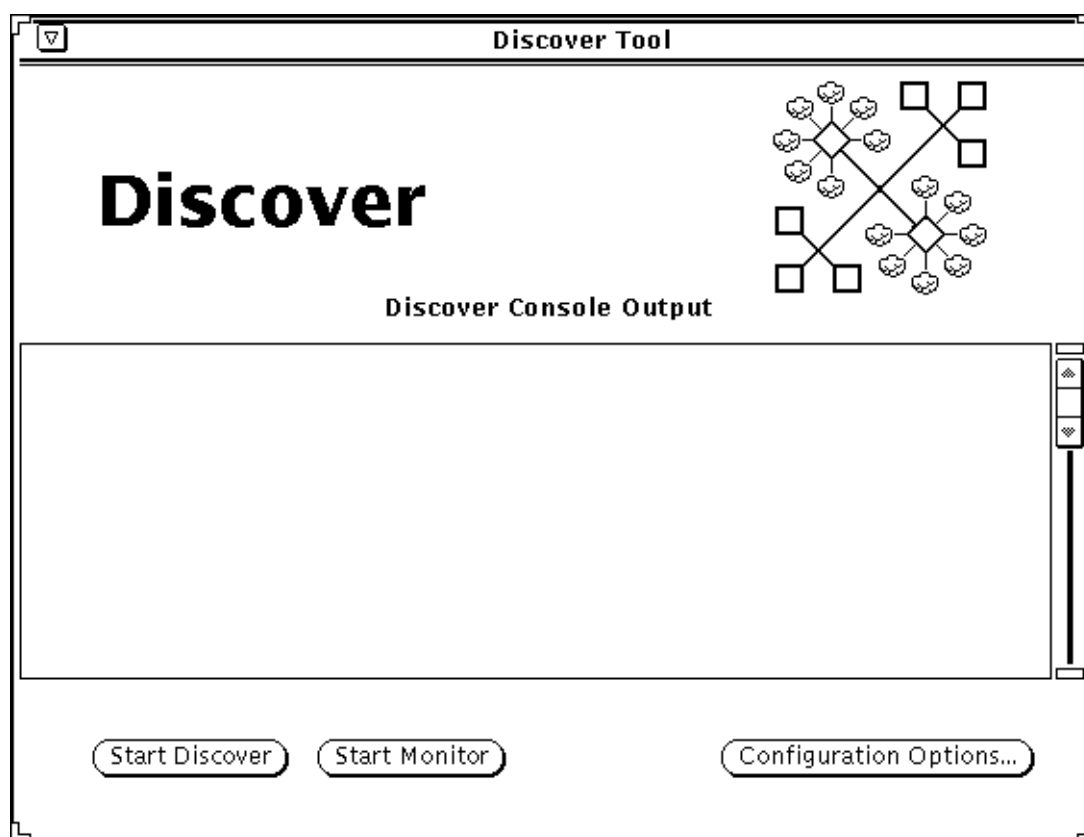 Discover Tool
Discover
Discover Console Output
Start Discover
Start Monitor
Configuration Options...